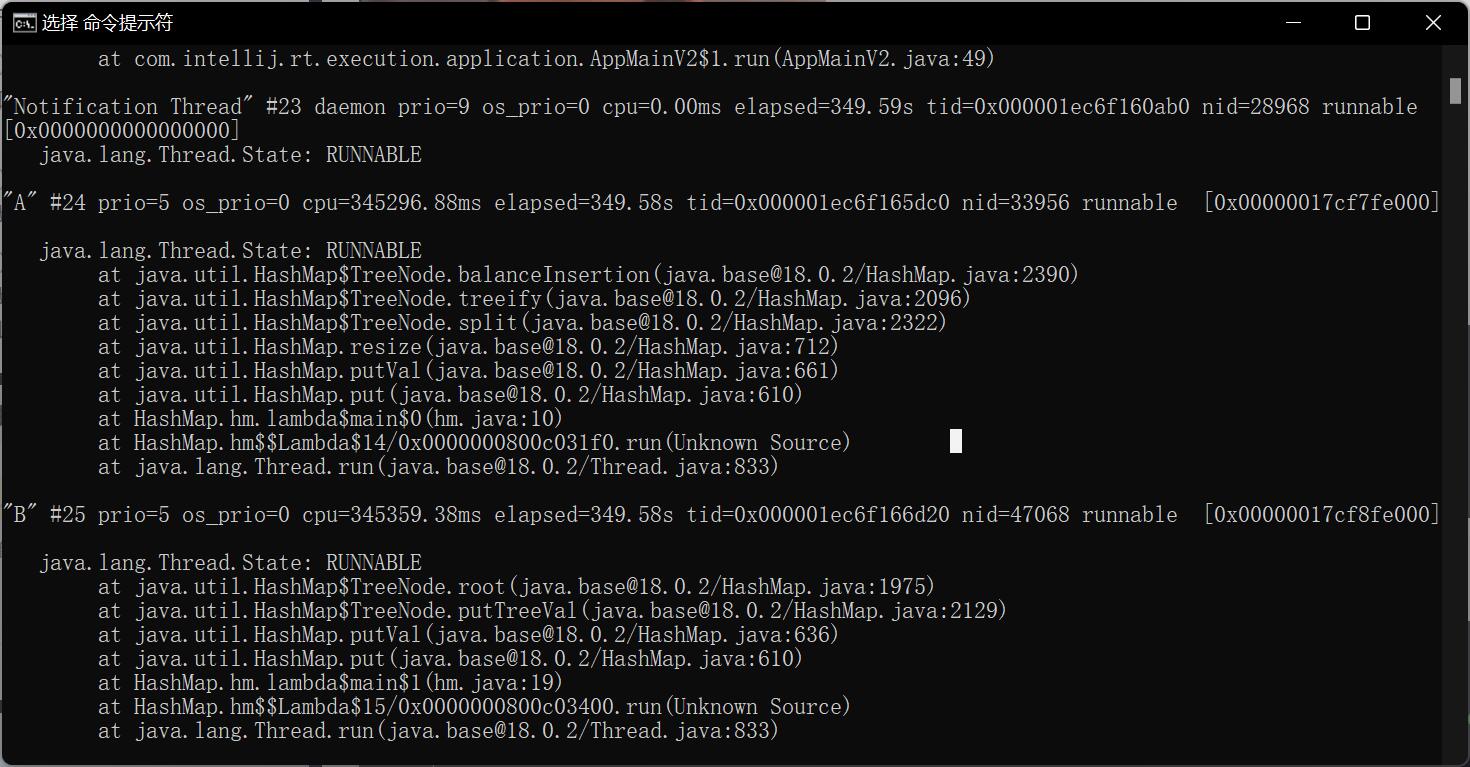 选择 命令提示符
at com.intellij.rt.execution.application.AppMainV2$1.run(AppMainV2.java:49)
"Notification Thread" #23 daemon prio=9 os_prio=0 cpu=0.00ms elapsed=349.59s tid=0x000001ec6f160ab0 nid=28968 runnable
[0x0000000000000000]
java.lang.Thread.State: RUNNABLE
"A" #24 prio=5 os_prio=0 cpu=345296.88ms elapsed=349.58s tid=0x000001ec6f165dc0 nid=33956 runnable  [0x00000017cf7fe000]
java.lang.Thread.State: RUNNABLE
at java.util.HashMap$TreeNode.balanceInsertion(java.base@18.0.2/HashMap.java:2390)
at java.util.HashMap$TreeNode.treeify(java.base@18.0.2/HashMap.java:2096)
at java.util.HashMap$TreeNode.split(java.base@18.0.2/HashMap.java:2322)
at java.util.HashMap.resize(java.base@18.0.2/HashMap.java:712)
at java.util.HashMap.putVal(java.base@18.0.2/HashMap.java:661)
at java.util.HashMap.put(java.base@18.0.2/HashMap.java:610)
at HashMap.hm.lambda$main$0(hm.java:10)
at HashMap.hm$$Lambda$14/0x0000000800c031f0.run(Unknown Source)
at java.lang.Thread.run(java.base@18.0.2/Thread.java:833)
"B" #25 prio=5 os_prio=0 cpu=345359.38ms elapsed=349.58s tid=0x000001ec6f166d20 nid=47068 runnable  [0x00000017cf8fe000]
java.lang.Thread.State: RUNNABLE
at java.util.HashMap$TreeNode.root(java.base@18.0.2/HashMap.java:1975)
at java.util.HashMap$TreeNode.putTreeVal(java.base@18.0.2/HashMap.java:2129)
at java.util.HashMap.putVal(java.base@18.0.2/HashMap.java:636)
at java.util.HashMap.put(java.base@18.0.2/HashMap.java:610)
at HashMap.hm.lambda$main$1(hm.java:19)
at HashMap.hm$$Lambda$15/0x0000000800c03400.run(Unknown Source)
at java.lang.Thread.run(java.base@18.0.2/Thread.java:833)